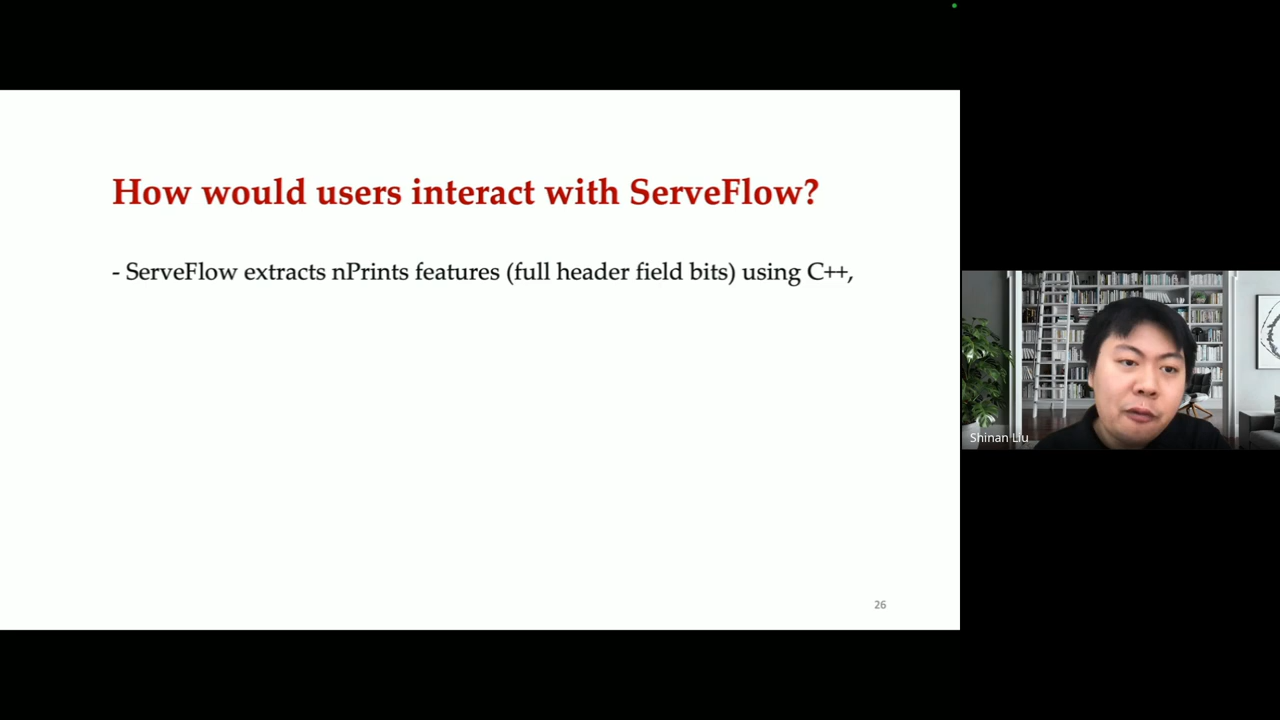 How would users interact with ServeFlow?
- ServeFlow extracts nPrints features (full header field bits) using C++,
26
Shinan Liu